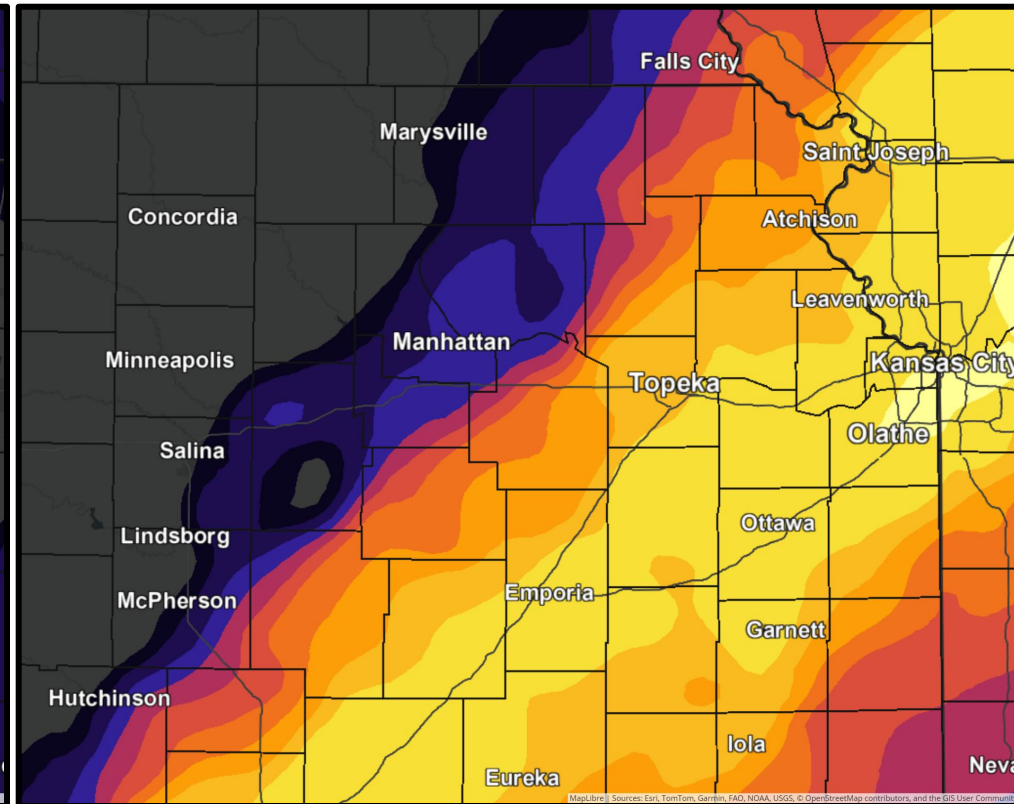 Falls City
Marysville
Saint Joseph
Concordia
Atchison
Leavenworth
Manhattan
Minneapolis
Kansas City
Topeka
Olathe
Salina
Ottawa
Lindsborg
Emporia
McPherson
Garnett
Hutchinson
Iola
Neva
Eureka
MapLibre | Sources: Esri, TomTom, Garmin, FAO, NOAA, USGS, © OpenStreetMap contributors, and the GIS User Communit